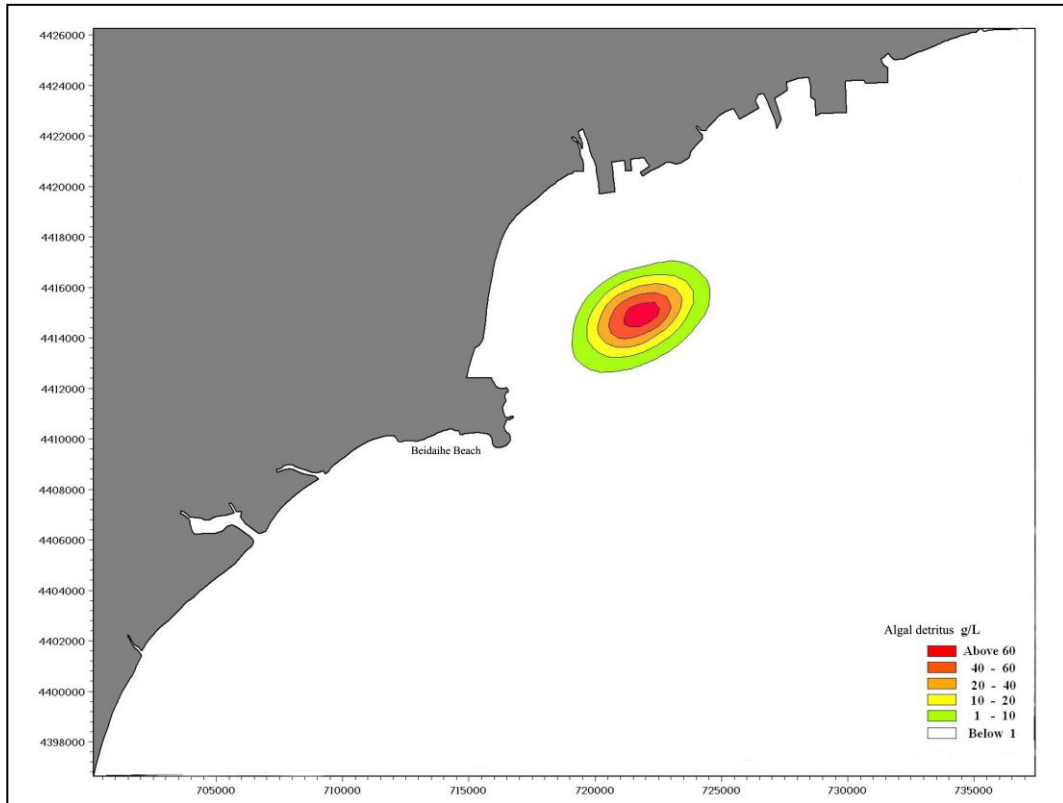 4426000
4424000
4422000
4420000
4418000
4416000
4414000
4412000
4410000
Beidaihe Beach
4408000
4406000
4404000
4402000
4400000
4398000
Algal detritus g/L
Above 60
40 - 60
20 - 40
10 - 20
1 - 10
Below 1
705000 710000 715000 720000 725000 730000 735000